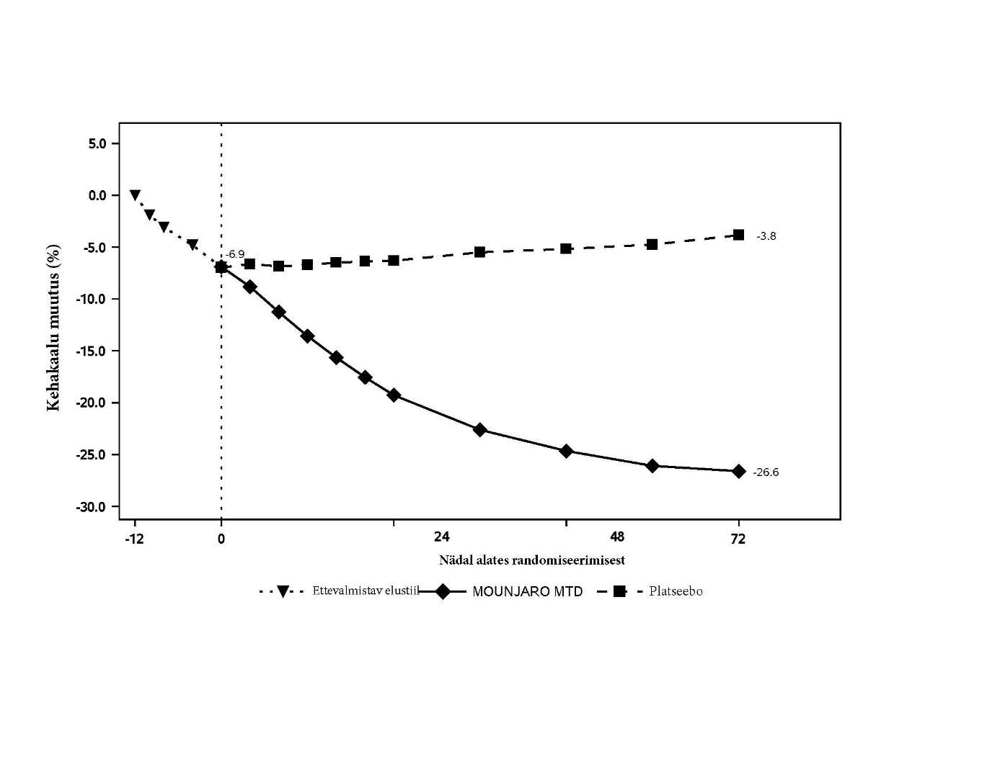 5.0
0.0
-5.0
-10.0
-15.0
-20.0
-25.0
-30.0
Kehakaalu muutus (%)
-6.9
-3.8
-26.6
-12 0 24 48 72
Nädal alates randomiseerimisest
Ettevalmistav elustiil MOUNJARO MTD Platseebo